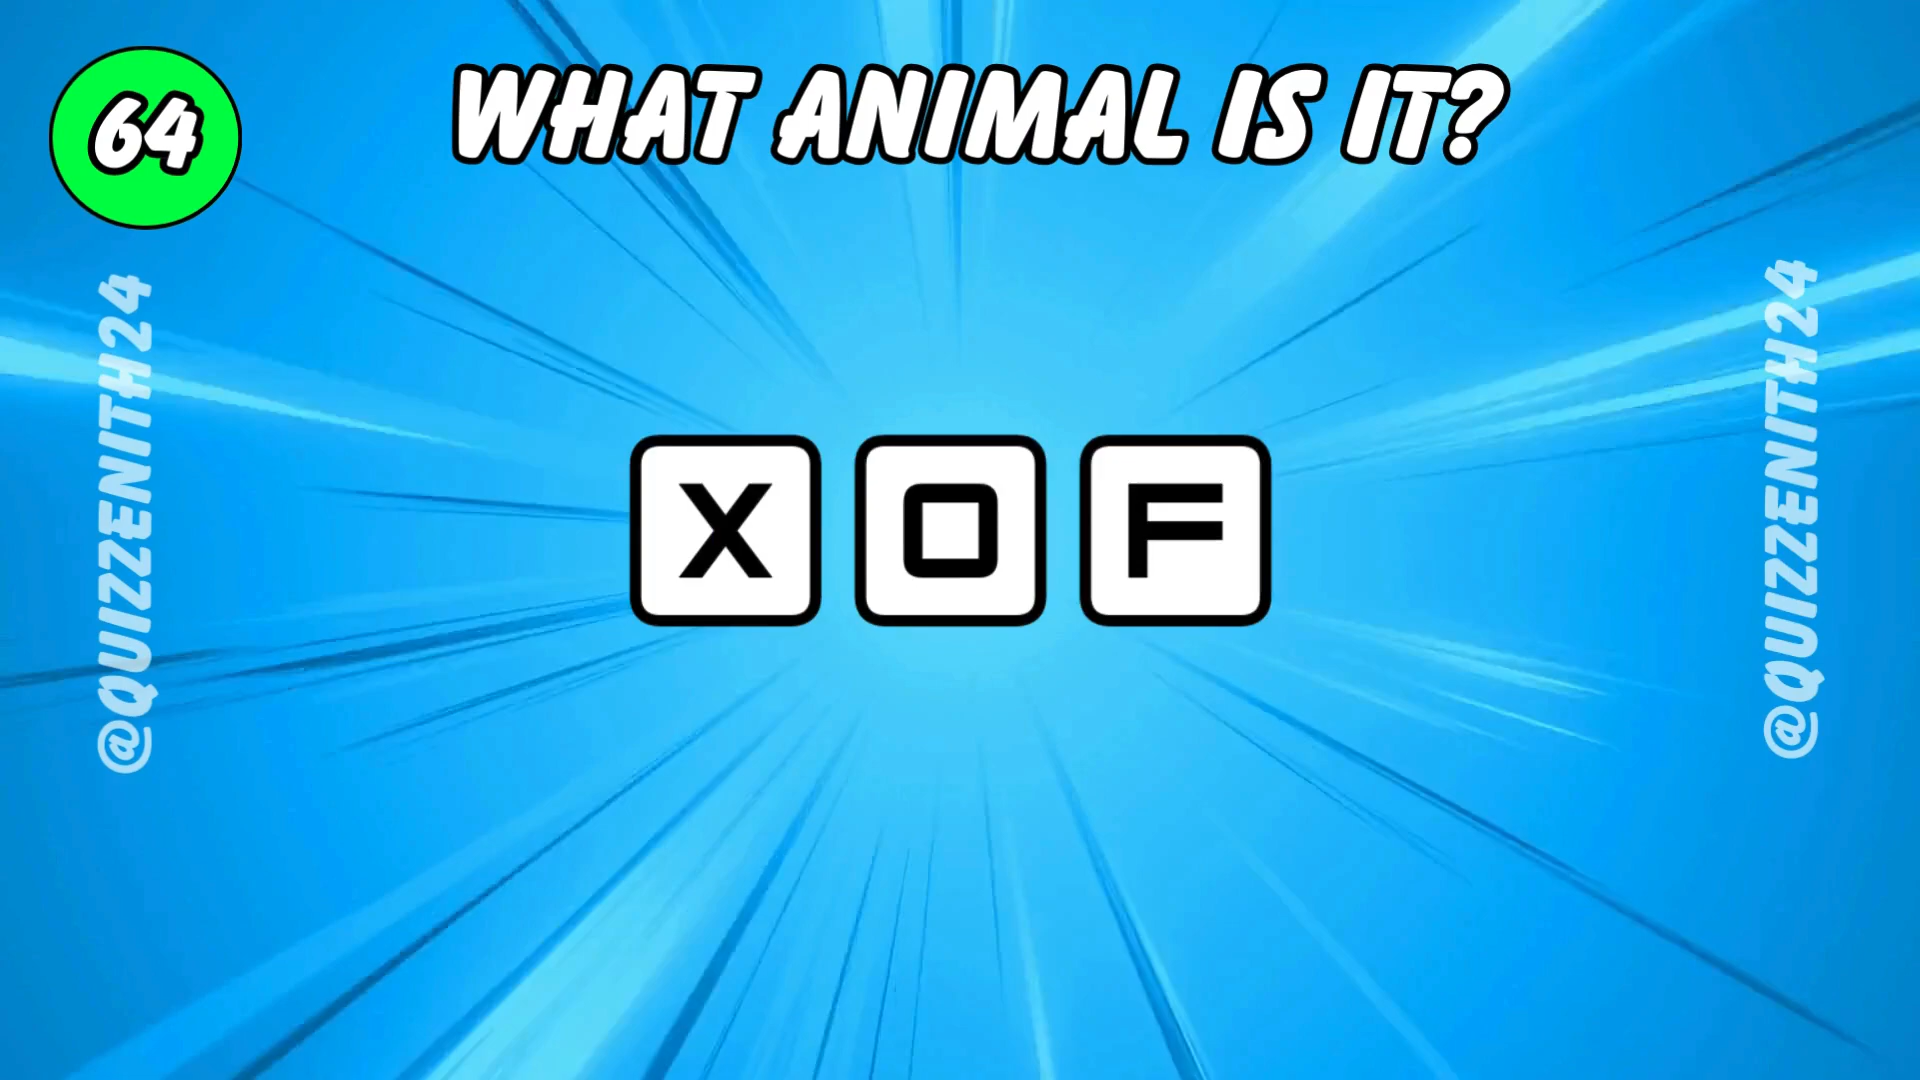 64
WHAT ANIMAL IS IT?
@QUIZZENITH24
@QUIZZENITH24
X O F